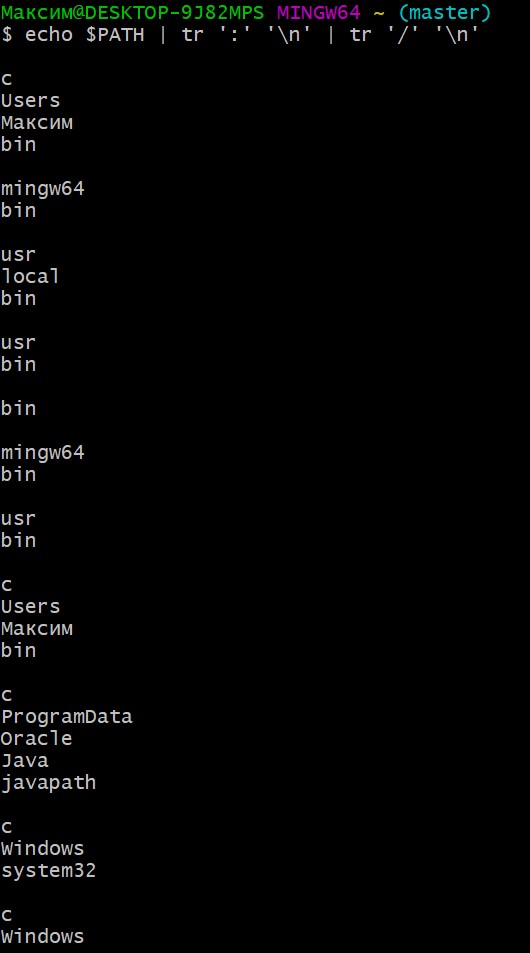 Максим@DESKTOP-9J82MPS MINGW64 ~ (master)
$ echo $PATH | tr ':' '\n' | tr '/' '\n'
c
Users
Максим
bin
mingw64
bin
usr
local
bin
usr
bin
bin
mingw64
bin
usr
bin
c
Users
Максим
bin
c
ProgramData
Oracle
Java
javapath
c
Windows
system32
c
Windows